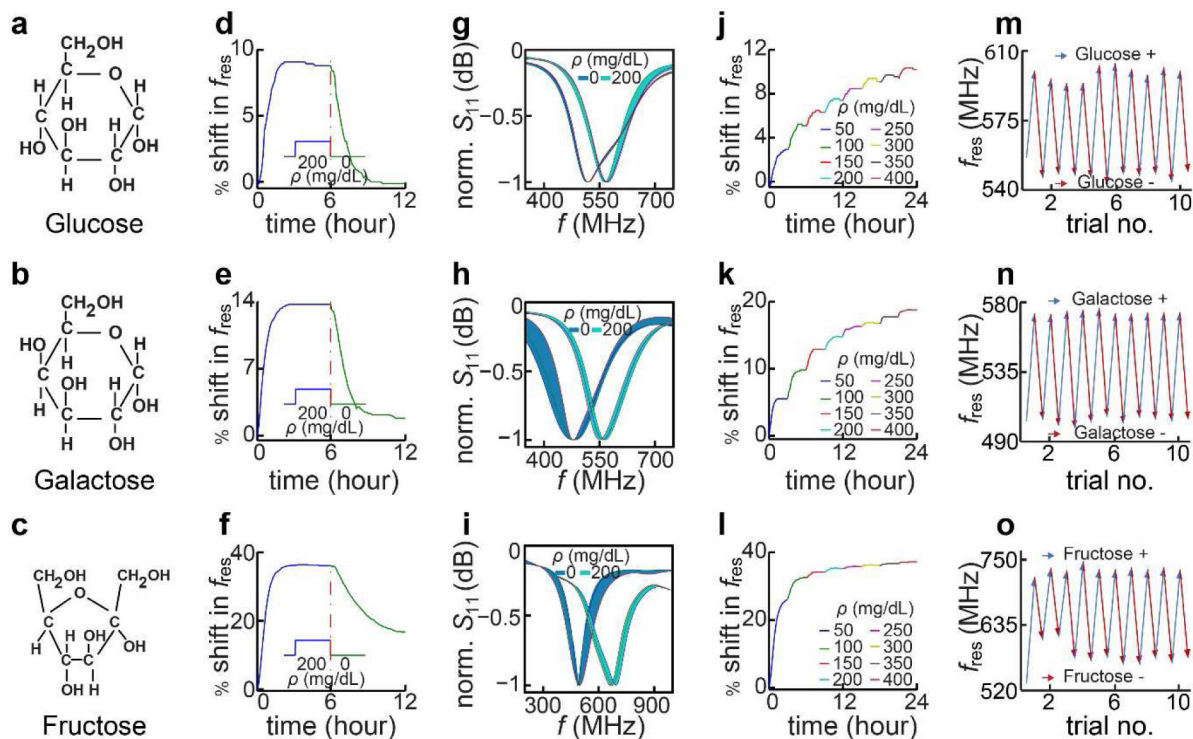 a
CH2OH
C
O
H
H
H
C
C
OH
H
HO
C
C
OH
H
OH
Glucose
d
% shift in fres
10
5
0
200 0
ρ (mg/dL)
0 6 12
time (hour)
g
norm. S11 (dB)
0
−0.5
−1
ρ (mg/dL)
0 200
400 550 700
f (MHz)
j
% shift in fres
12
8
4
0
ρ (mg/dL)
50 250
100 300
150 350
200 400
0 6 12 18 24
time (hour)
m
fres (MHz)
610
575
540
Glucose +
Glucose -
2 6 10
trial no.
b
CH2OH
HO
C
O
H
H
C
C
OH
H
H
C
C
OH
H
OH
Galactose
e
% shift in fres
14
7
0
200 0
ρ (mg/dL)
0 6 12
time (hour)
h
norm. S11 (dB)
0
−0.5
−1
ρ (mg/dL)
0 200
400 550 700
f (MHz)
k
% shift in fres
20
10
0
ρ (mg/dL)
50 250
100 300
150 350
200 400
0 6 12 18 24
time (hour)
n
fres (MHz)
580
535
490
Galactose +
Galactose -
2 6 10
trial no.
c
CH2OH
CH2OH
O
C
C
H
H
OH
OH
C
C
OH
H
Fructose
f
% shift in fres
40
20
0
200 0
ρ (mg/dL)
0 6 12
time (hour)
i
norm. S11 (dB)
0
−0.5
−1
ρ (mg/dL)
0 200
300 600 900
f (MHz)
l
% shift in fres
40
20
0
ρ (mg/dL)
50 250
100 300
150 350
200 400
0 6 12 18 24
time (hour)
o
fres (MHz)
750
635
520
Fructose +
Fructose -
2 6 10
trial no.